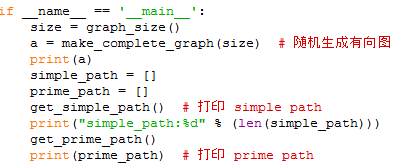 if __name__ == '__main__':
    size = graph_size()
    a = make_complete_graph(size)  # 随机生成有向图
    print(a)
    simple_path = []
    prime_path = []
    get_simple_path()  # 打印 simple path
    print("simple_path:%d" % (len(simple_path)))
    get_prime_path()
    print(prime_path)  # 打印 prime path